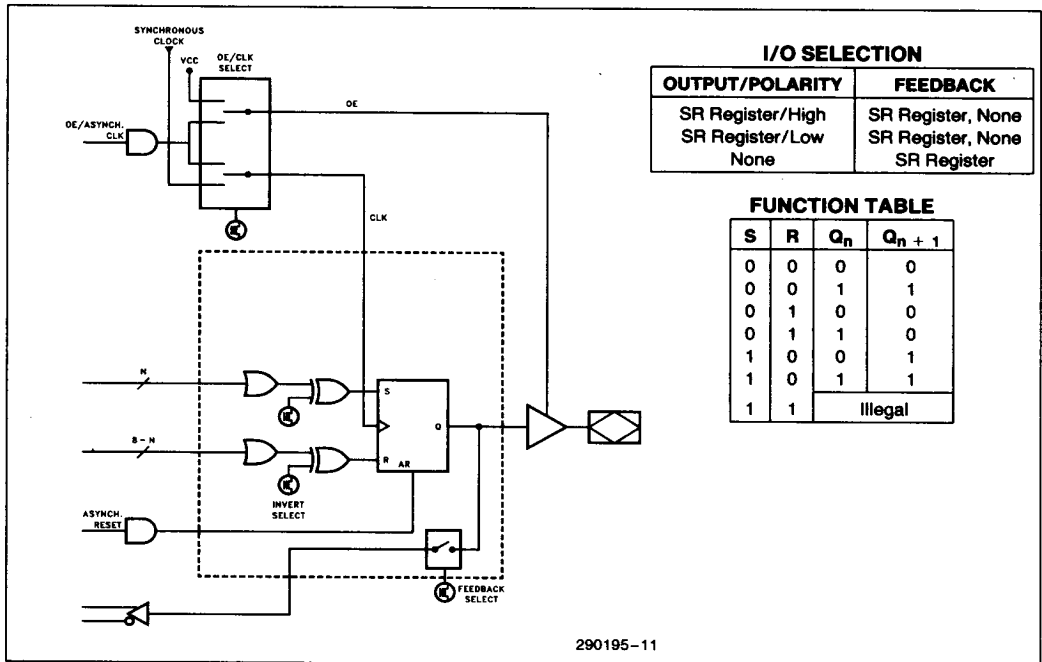 SYNCHRONOUS
CLOCK
VCC
OE/CLK
SELECT
OE
OE/ASYNCH.
CLK
CLK
N
S
8 - N
Q
R
AR
INVERT
SELECT
ASYNCH.
RESET
FEEDBACK
SELECT
I/O SELECTION
OUTPUT/POLARITY FEEDBACK
SR Register/High SR Register, None
SR Register/Low SR Register, None
None SR Register
FUNCTION TABLE
S R Qn Qn + 1
0 0 0 0
0 0 1 1
0 1 0 0
0 1 1 0
1 0 0 1
1 0 1 1
1 1 Illegal
290195-11